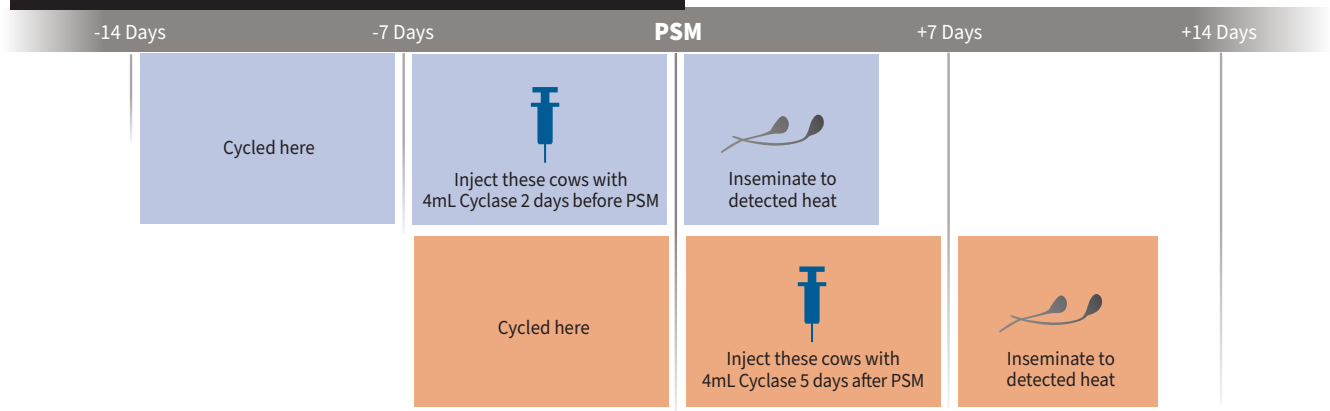 -14 Days
-7 Days
PSM
+7 Days
+14 Days
Cycled here
Inject these cows with
4mL Cyclase 2 days before PSM
Inseminate to
detected heat
Cycled here
Inject these cows with
4mL Cyclase 5 days after PSM
Inseminate to
detected heat